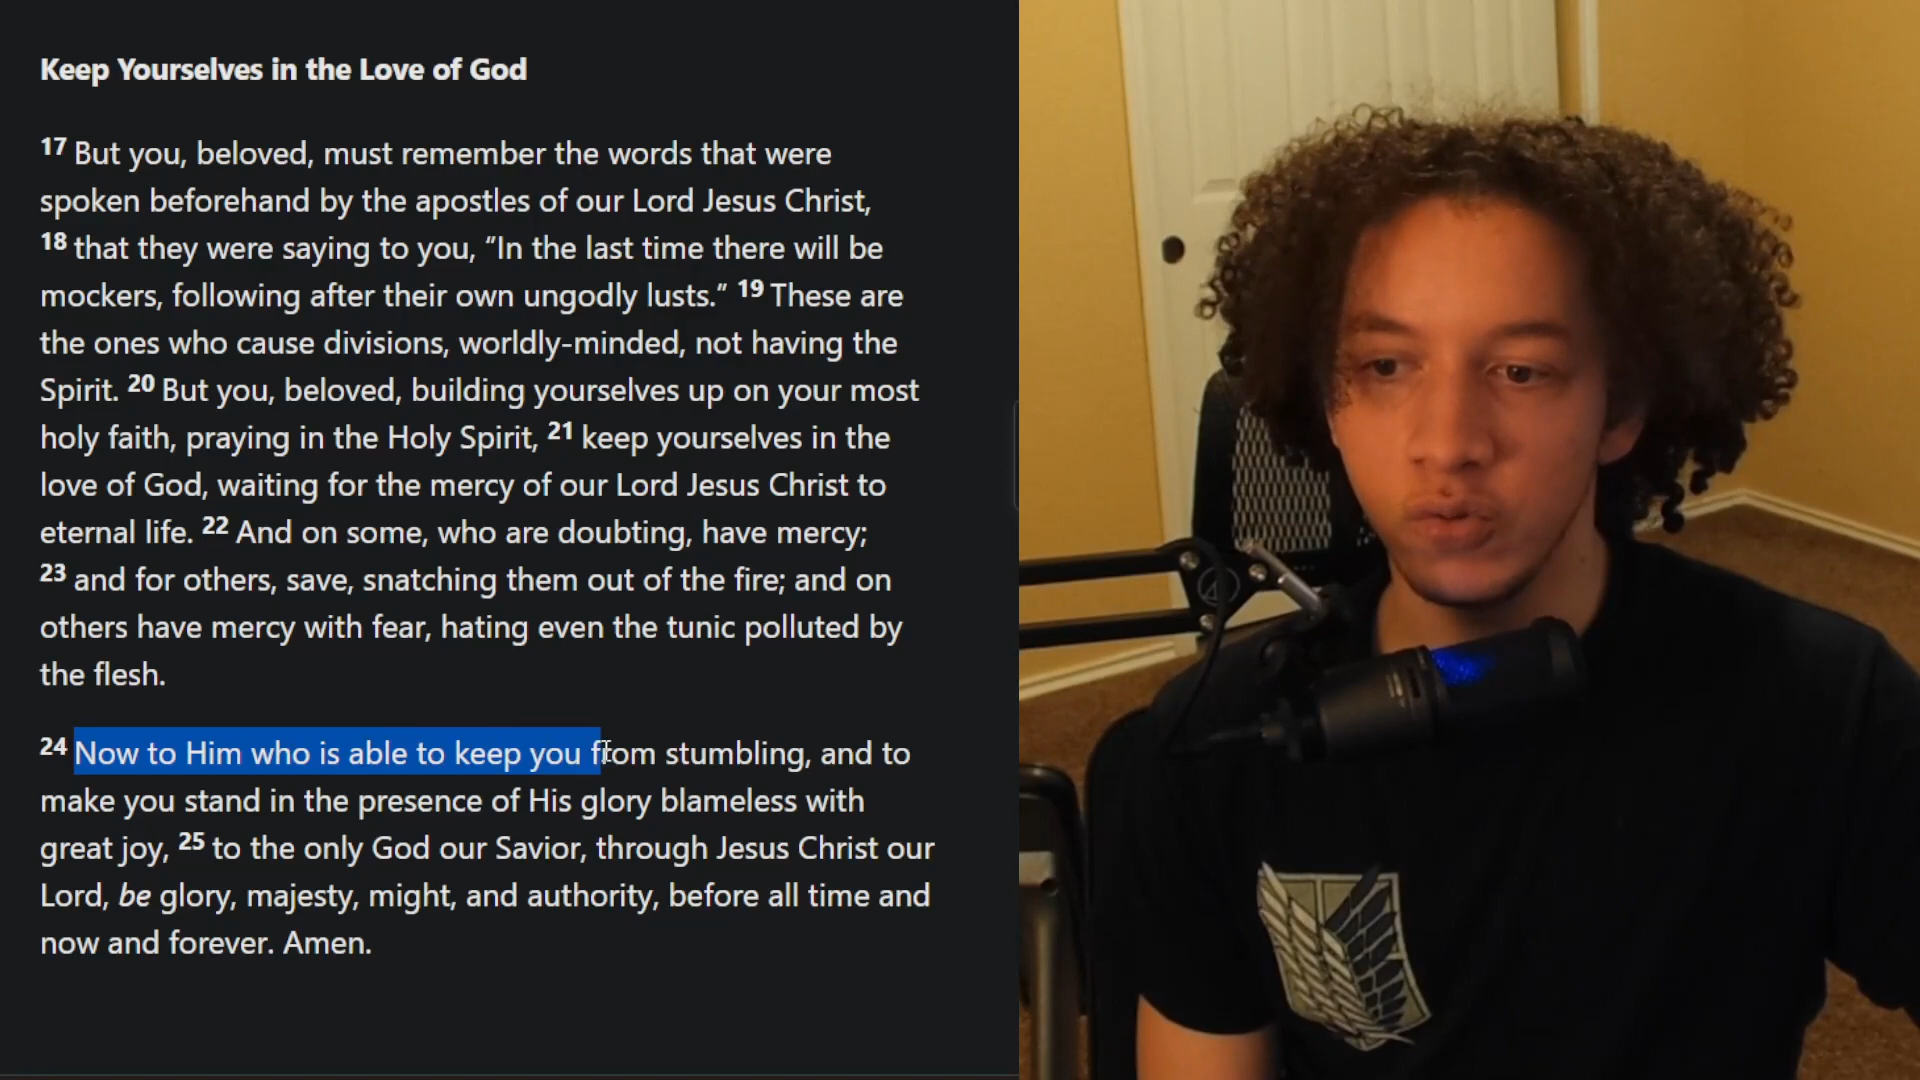 Keep Yourselves in the Love of God
17 But you, beloved, must remember the words that were
spoken beforehand by the apostles of our Lord Jesus Christ,
18 that they were saying to you, “In the last time there will be
mockers, following after their own ungodly lusts.” 19 These are
the ones who cause divisions, worldly-minded, not having the
Spirit. 20 But you, beloved, building yourselves up on your most
holy faith, praying in the Holy Spirit, 21 keep yourselves in the
love of God, waiting for the mercy of our Lord Jesus Christ to
eternal life. 22 And on some, who are doubting, have mercy;
23 and for others, save, snatching them out of the fire; and on
others have mercy with fear, hating even the tunic polluted by
the flesh.
24 Now to Him who is able to keep you from stumbling, and to
make you stand in the presence of His glory blameless with
great joy, 25 to the only God our Savior, through Jesus Christ our
Lord, be glory, majesty, might, and authority, before all time and
now and forever. Amen.